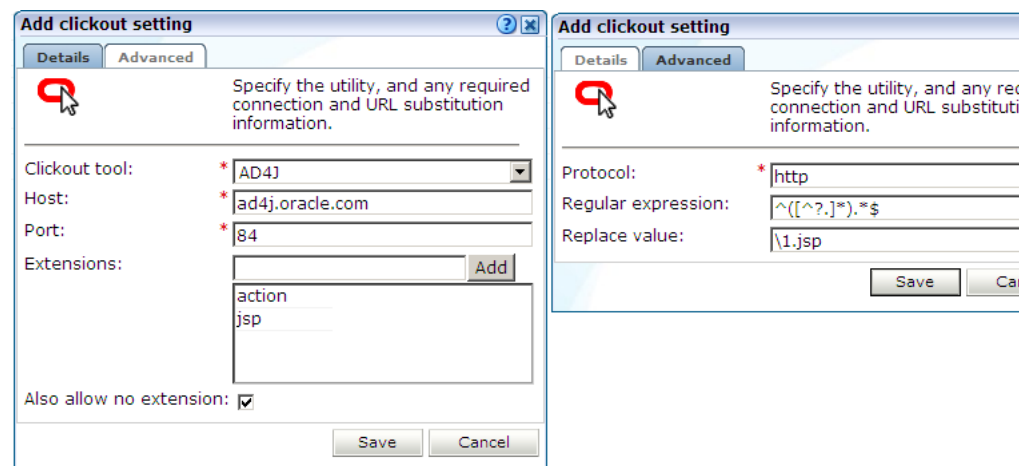 Add clickout setting
Details Advanced
Specify the utility, and any required
connection and URL substitution
information.
Clickout tool: * AD4J
Host: * ad4j.oracle.com
Port: * 84
Extensions: Add
action
jsp
Also allow no extension:
Save Cancel
Add clickout setting
Details Advanced
Specify the utility, and any
connection and URL
information.
Protocol: * http
Regular expression: ^([^?.]*).*$
Replace value: \1.jsp
Save